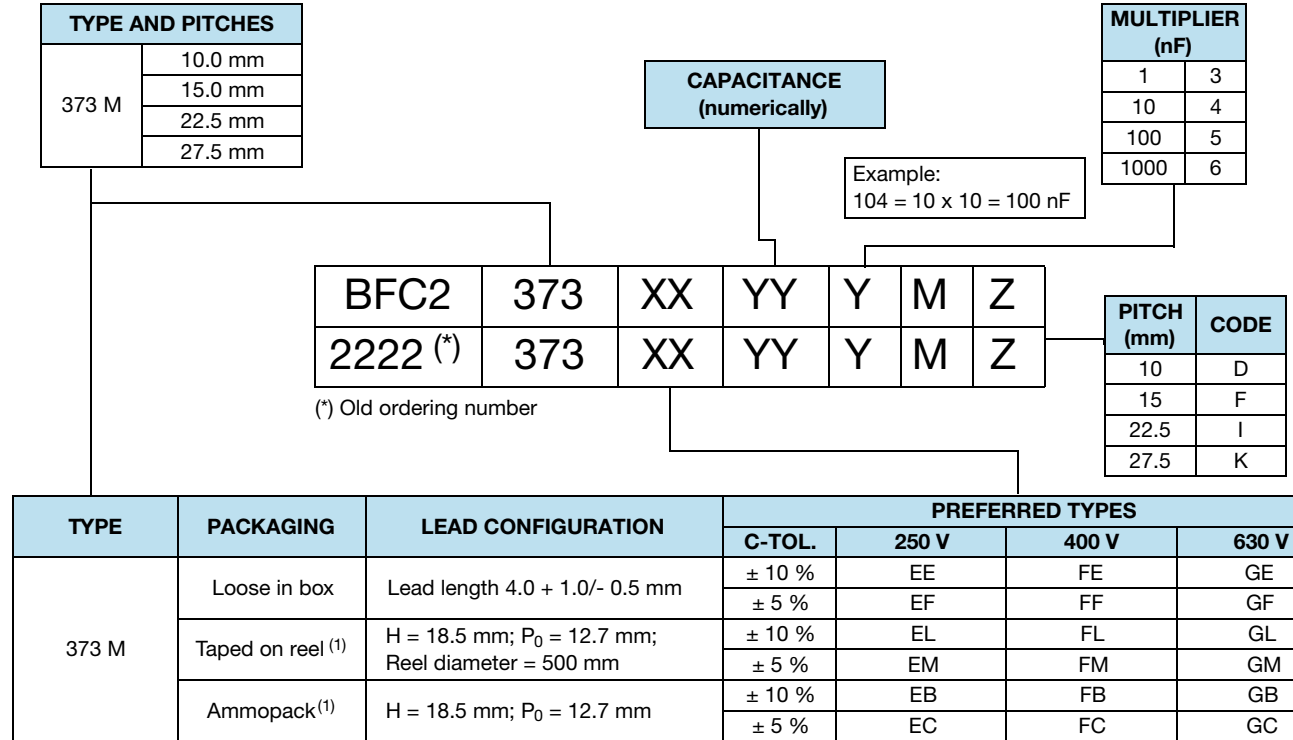 TYPE AND PITCHES
373 M
10.0 mm
15.0 mm
22.5 mm
27.5 mm
CAPACITANCE
(numerically)
MULTIPLIER
(nF)
1 3
10 4
100 5
1000 6
Example:
104 = 10 x 10 = 100 nF
BFC2 373 XX YY Y M Z
2222 (*) 373 XX YY Y M Z
(*) Old ordering number
PITCH
(mm)
CODE
10 D
15 F
22.5 I
27.5 K
TYPE PACKAGING LEAD CONFIGURATION PREFERRED TYPES
C-TOL. 250 V 400 V 630 V
373 M
Loose in box
Lead length 4.0 + 1.0/- 0.5 mm
± 10 % EE FE GE
± 5 % EF FF GF
Taped on reel (1)
H = 18.5 mm; P0 = 12.7 mm;
Reel diameter = 500 mm
± 10 % EL FL GL
± 5 % EM FM GM
Ammopack(1)
H = 18.5 mm; P0 = 12.7 mm
± 10 % EB FB GB
± 5 % EC FC GC